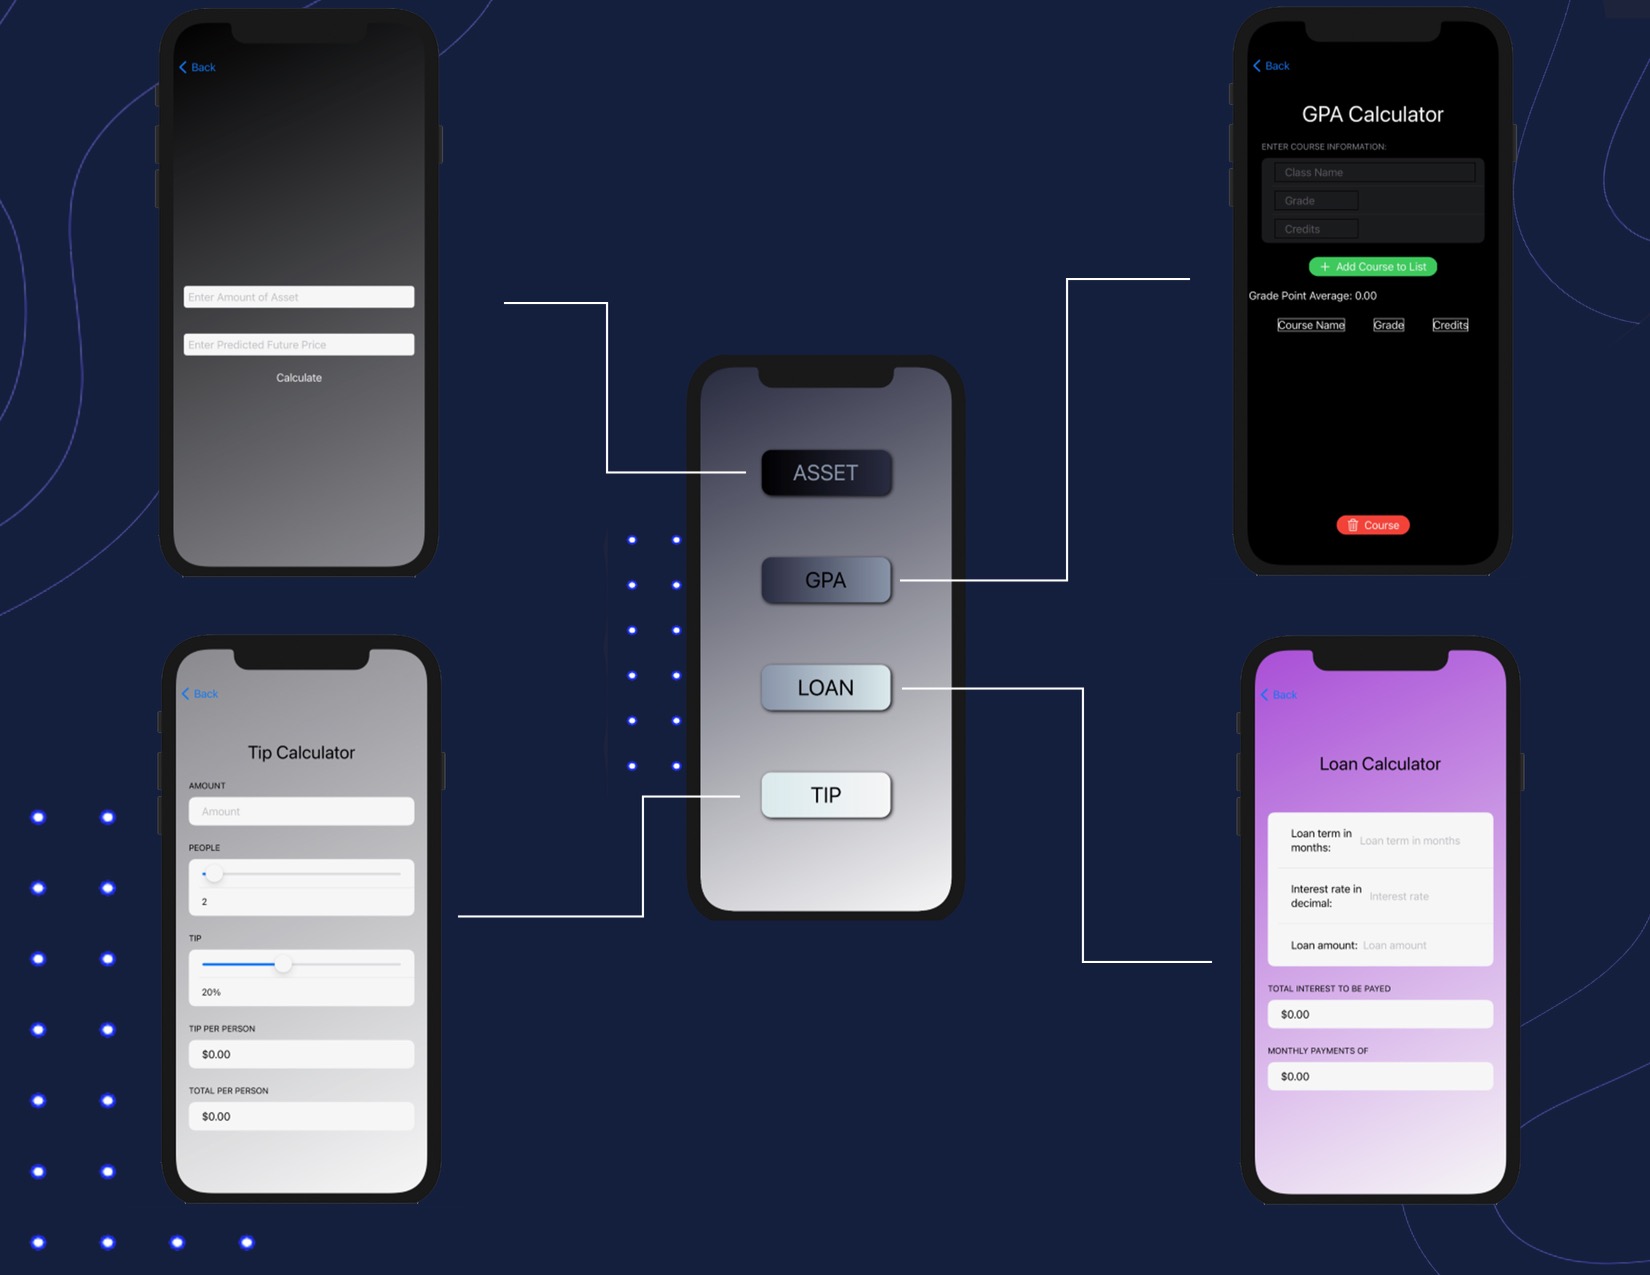 Back
Enter Amount of Asset
Enter Predicted Future Price
Calculate
Back
GPA Calculator
ENTER COURSE INFORMATION:
Class Name
Grade
Credits
+ Add Course to List
Grade Point Average: 0.00
Course Name Grade Credits
Course
ASSET
GPA
LOAN
TIP
Back
Tip Calculator
AMOUNT
Amount
PEOPLE
2
TIP
20%
TIP PER PERSON
$0.00
TOTAL PER PERSON
$0.00
Back
Loan Calculator
Loan term in
months: Loan term in months
Interest rate in
decimal: Interest rate
Loan amount: Loan amount
TOTAL INTEREST TO BE PAYED
$0.00
MONTHLY PAYMENTS OF
$0.00